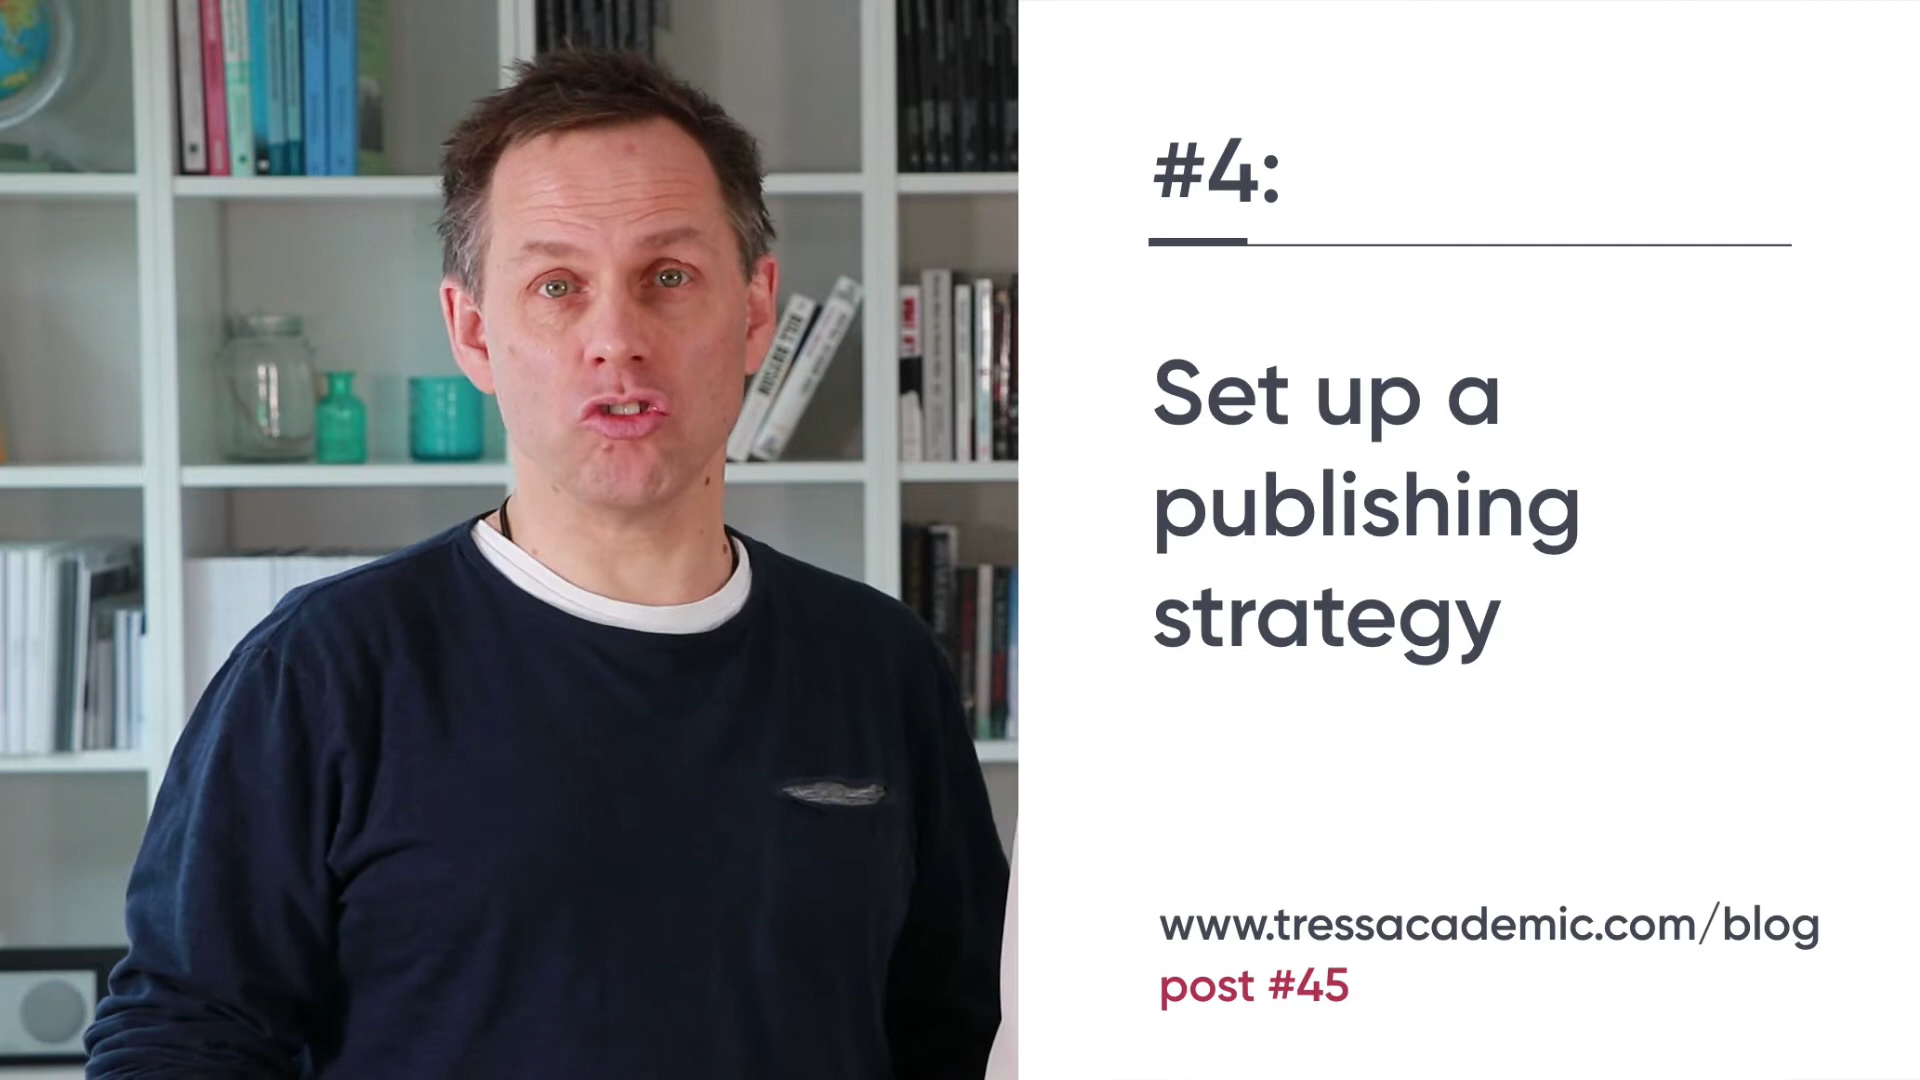 #4:
Set up a
publishing
strategy
www.tressacademic.com/blog
post #45